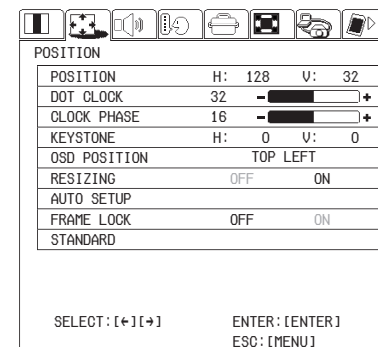 POSITION
POSITION H: 128 V: 32
DOT CLOCK 32 - +
CLOCK PHASE 16 - +
KEYSTONE H: 0 V: 0
OSD POSITION TOP LEFT
RESIZING OFF ON
AUTO SETUP
FRAME LOCK OFF ON
STANDARD
SELECT:[←][→] ENTER:[ENTER]
ESC:[MENU]